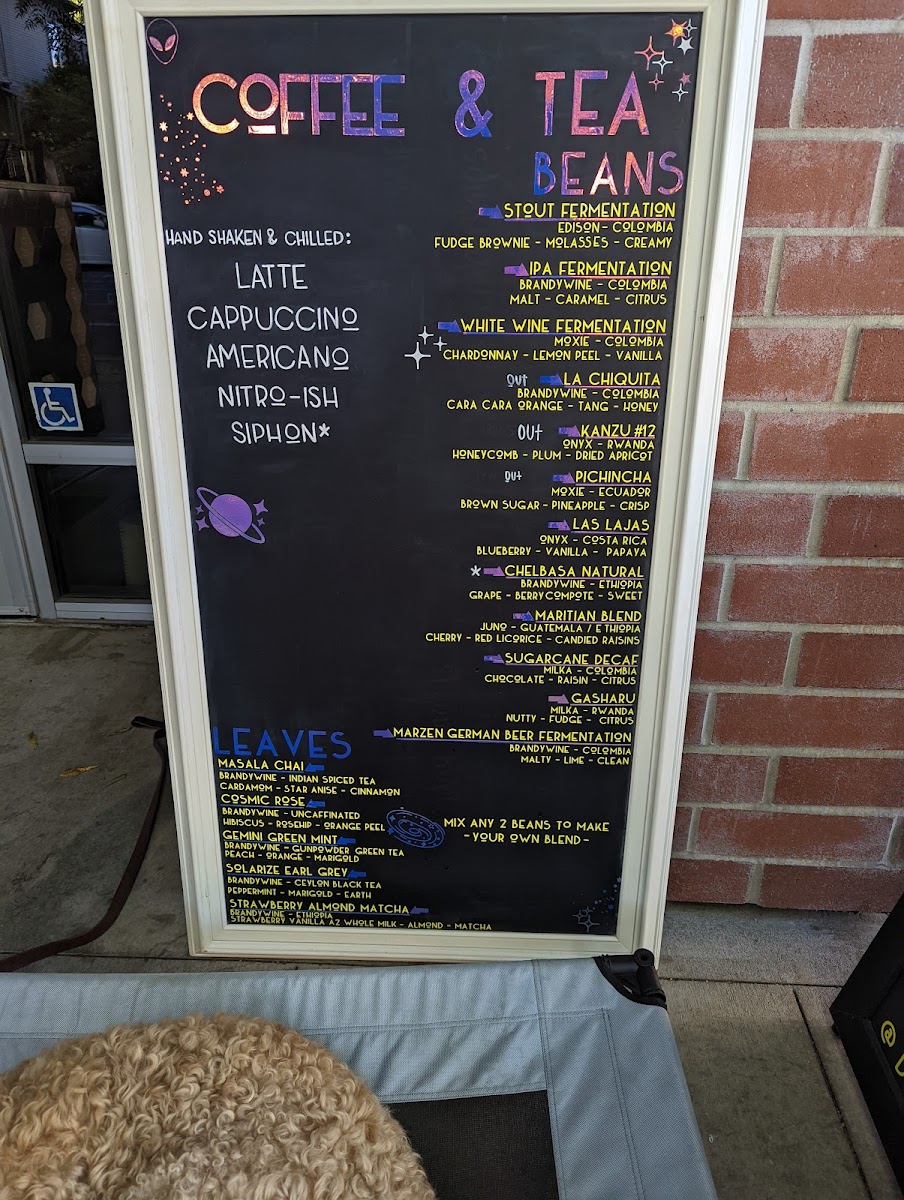 COFFEE & TEA
BEANS
STOUT FERMENTATION
EDISON - COLOMBIA
FUDGE BROWNIE - MOLASSES - CREAMY
IPA FERMENTATION
BRANDYWINE - COLOMBIA
MALT - CARAMEL - CITRUS
WHITE WINE FERMENTATION
MOXIE - COLOMBIA
CHARDONNAY - LEMON PEEL - VANILLA
OUT LA CHIQUITA
BRANDYWINE - COLOMBIA
CARA CARA ORANGE - TANG - HONEY
OUT KANZU #12
ONYX - RWANDA
HONEYCOMB - PLUM - DRIED APRICOT
OUT PICHINCHA
MOXIE - ECUADOR
BROWN SUGAR - PINEAPPLE - CRISP
LAS LAJAS
ONYX - COSTA RICA
BLUEBERRY - VANILLA - PAPAYA
* CHELBASA NATURAL
BRANDYWINE - ETHIOPIA
GRAPE - BERRY COMPOTE - SWEET
MARITIAN BLEND
JUNO - GUATEMALA / ETHIOPIA
CHERRY - RED LICORICE - CANDIED RAISINS
SUGARCANE DECAF
MILKA - COLOMBIA
CHOCOLATE - RAISIN - CITRUS
GASHARU
MILKA - RWANDA
NUTTY - FUDGE - CITRUS
MARZEN GERMAN BEER FERMENTATION
BRANDYWINE - COLOMBIA
MALTY - LIME - CLEAN
MIX ANY 2 BEANS TO MAKE
- YOUR OWN BLEND -
HAND SHAKEN & CHILLED:
LATTE
CAPPUCCINO
AMERICANO
NITRO-ISH
SIPHON*
LEAVES
MASALA CHAI
BRANDYWINE - INDIAN SPICED TEA
CARDAMOM - STAR ANISE - CINNAMON
COSMIC ROSE
BRANDYWINE - UNCAFFINATED
HIBISCUS - ROSEHIP - ORANGE PEEL
GEMINI GREEN MINT
BRANDYWINE - GUNPOWDER GREEN TEA
PEACH - ORANGE - MARIGOLD
SOLARIZE EARL GREY
BRANDYWINE - CEYLON BLACK TEA
PEPPERMINT - MARIGOLD - EARTH
STRAWBERRY ALMOND MATCHA
BRANDYWINE - ETHIOPIA
STRAWBERRY VANILLA A2 WHOLE MILK - ALMOND - MATCHA
@